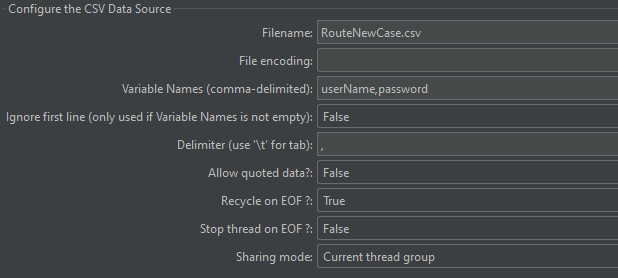 Configure the CSV Data Source
Filename: RouteNewCase.csv
File encoding:
Variable Names (comma-delimited): userName,password
Ignore first line (only used if Variable Names is not empty): False
Delimiter (use '\t' for tab): ,
Allow quoted data?: False
Recycle on EOF ?: True
Stop thread on EOF ?: False
Sharing mode: Current thread group